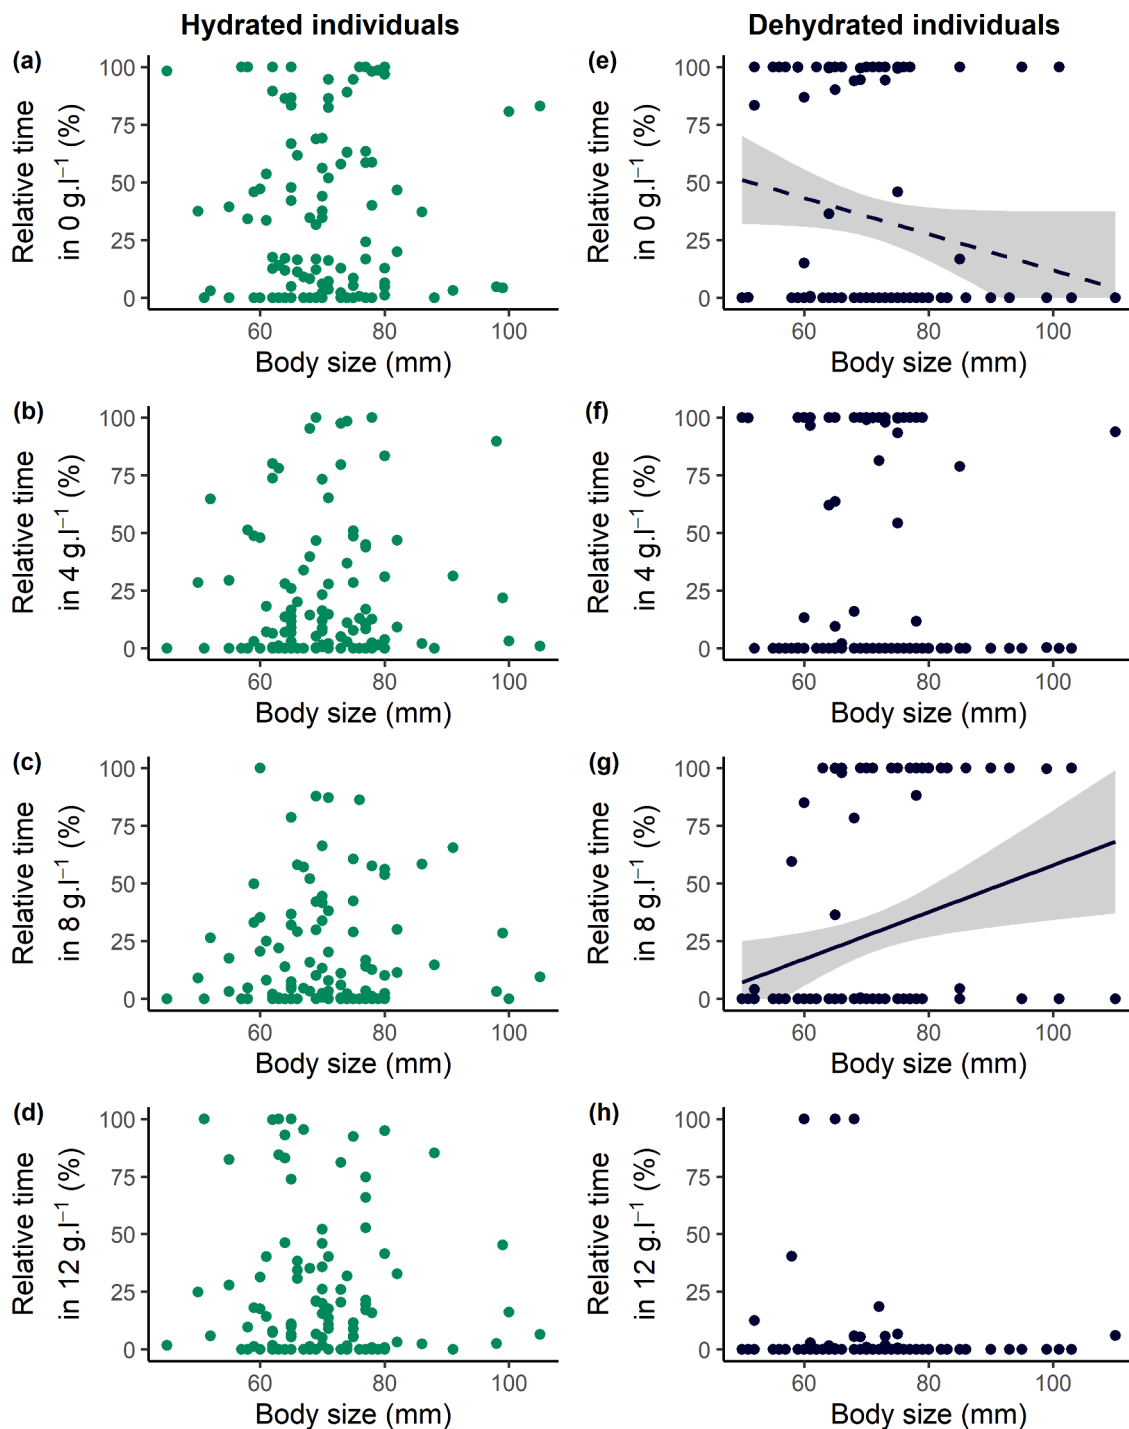 Hydrated individuals
Dehydrated individuals
(a)
Relative time
in 0 g.l⁻¹ (%)
100
75
50
25
0
60
80
100
Body size (mm)
(e)
Relative time
in 0 g.l⁻¹ (%)
100
75
50
25
0
60
80
100
Body size (mm)
(b)
Relative time
in 4 g.l⁻¹ (%)
100
75
50
25
0
60
80
100
Body size (mm)
(f)
Relative time
in 4 g.l⁻¹ (%)
100
75
50
25
0
60
80
100
Body size (mm)
(c)
Relative time
in 8 g.l⁻¹ (%)
100
75
50
25
0
60
80
100
Body size (mm)
(g)
Relative time
in 8 g.l⁻¹ (%)
100
75
50
25
0
60
80
100
Body size (mm)
(d)
Relative time
in 12 g.l⁻¹ (%)
100
75
50
25
0
60
80
100
Body size (mm)
(h)
Relative time
in 12 g.l⁻¹ (%)
100
75
50
25
0
60
80
100
Body size (mm)